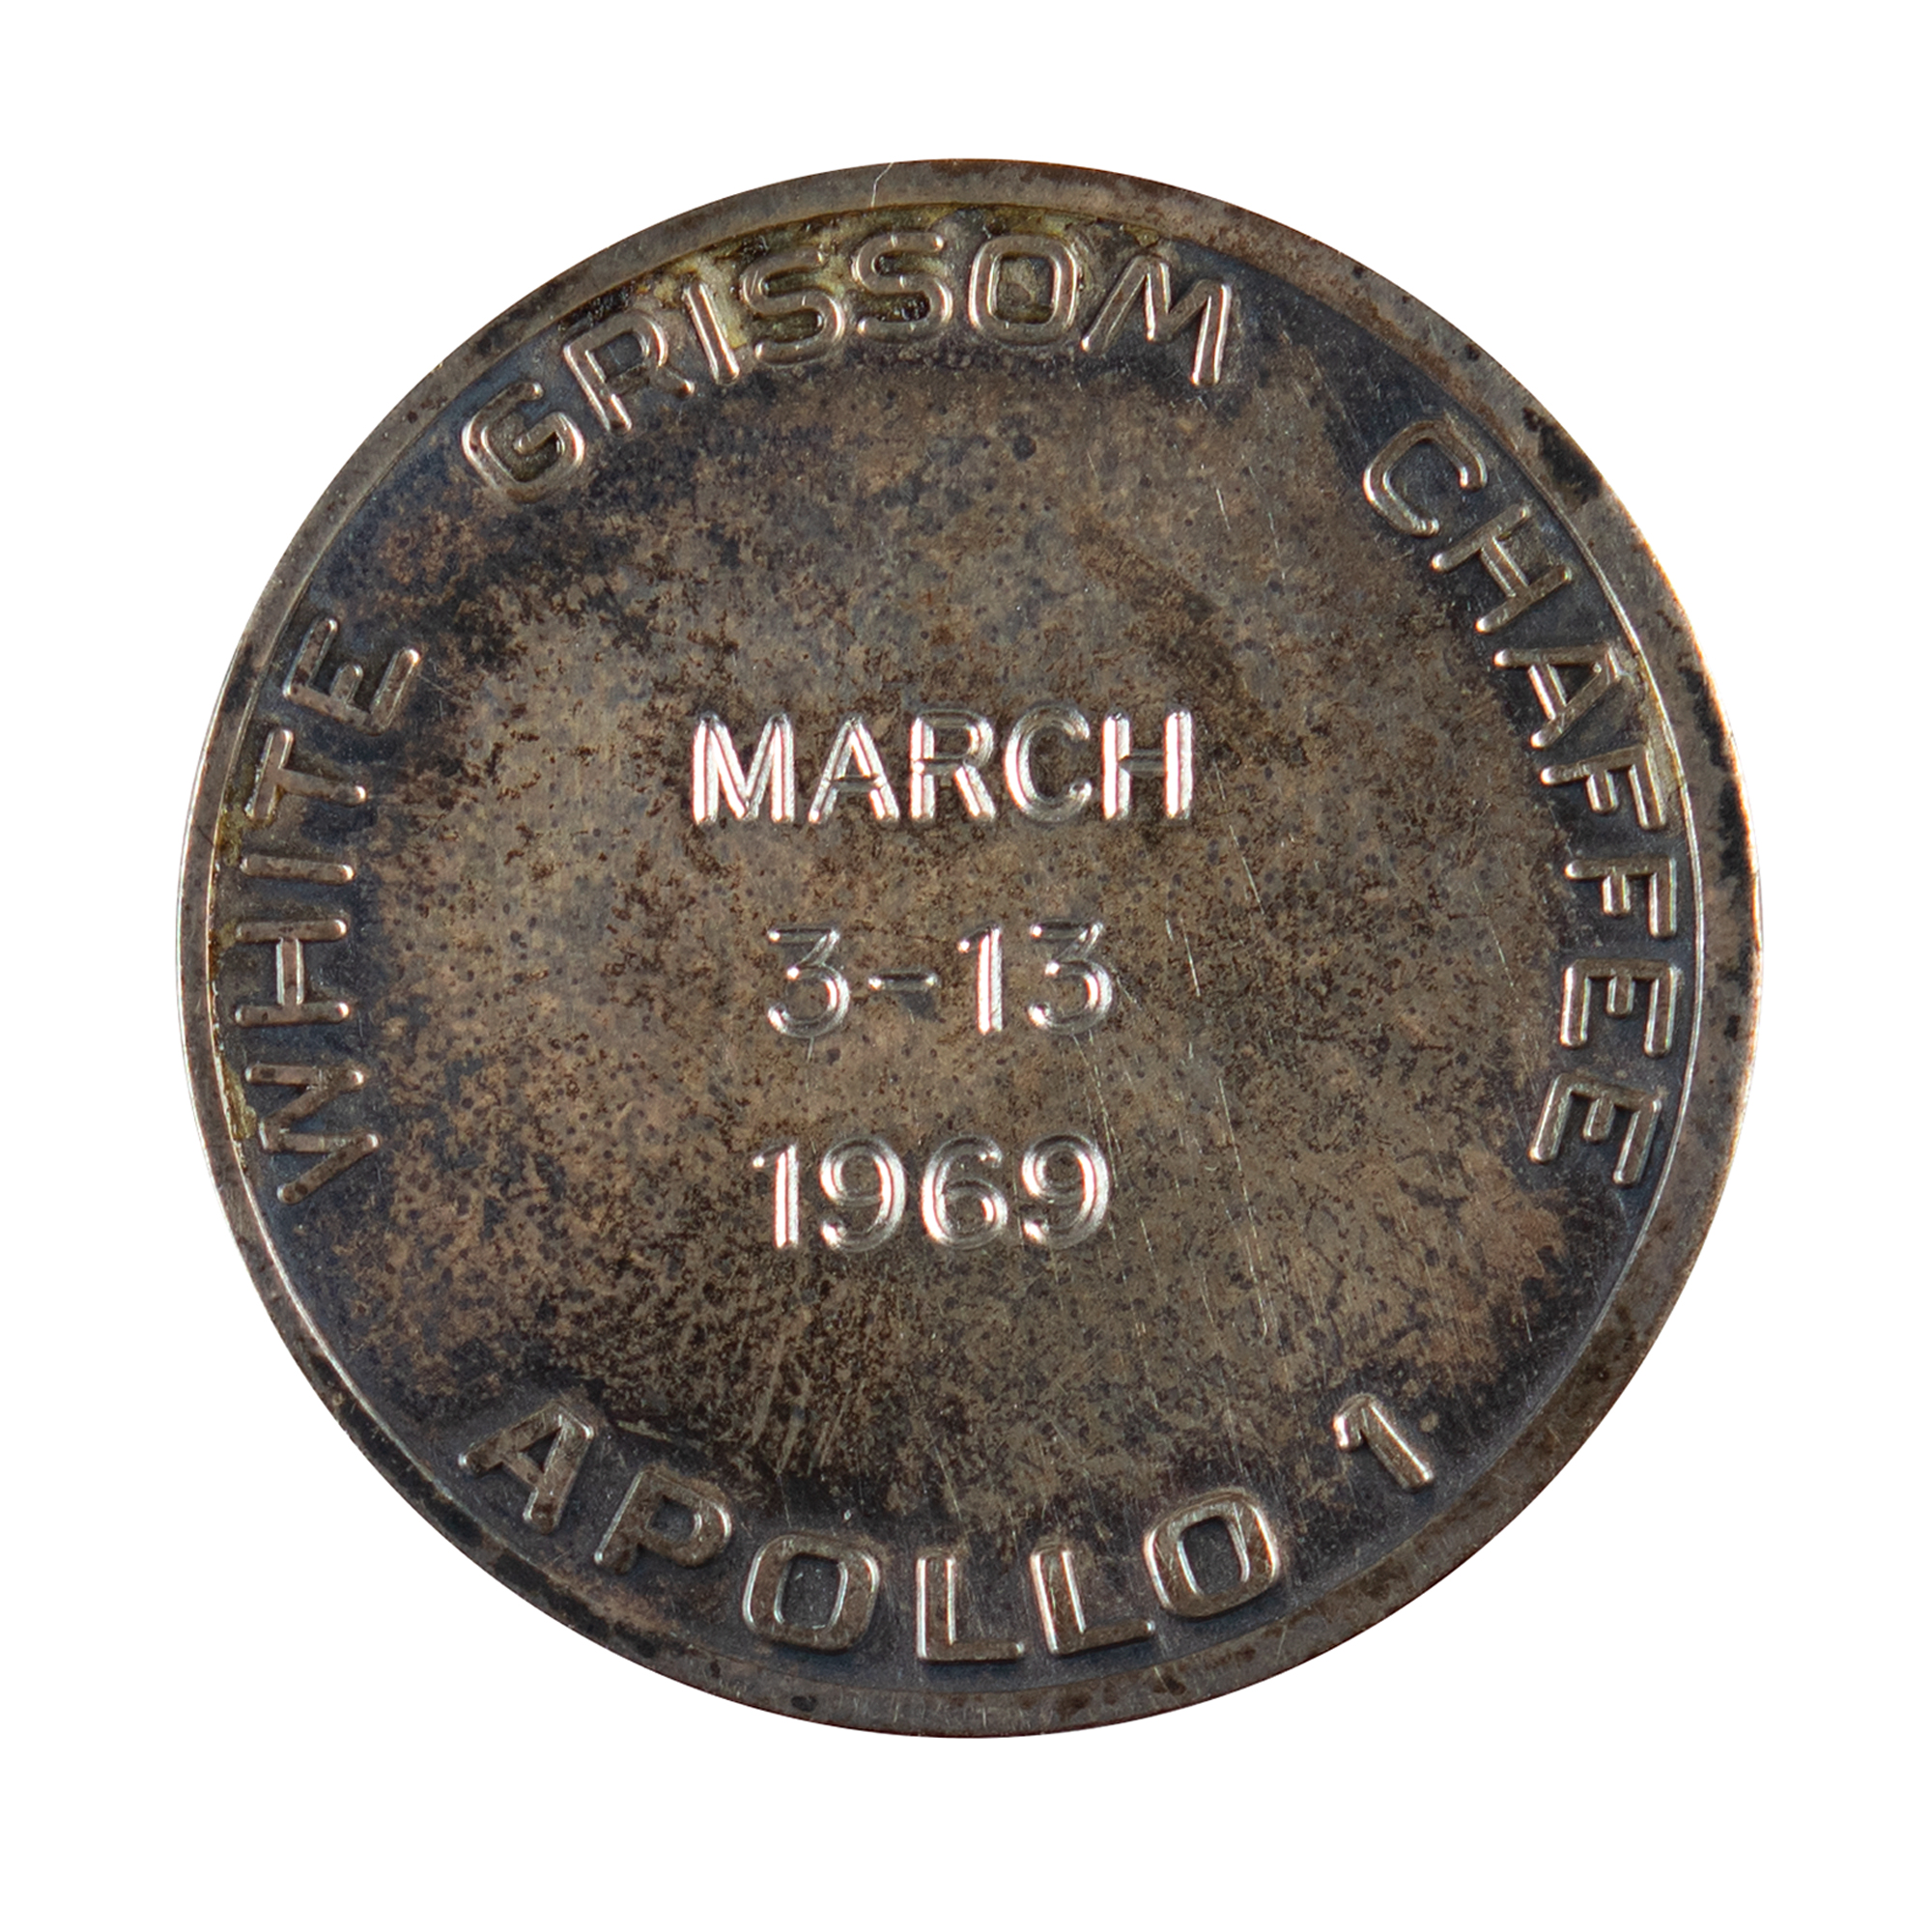 WHITE GRISSOM CHAFFEE
MARCH
3-13
1969
APOLLO 1